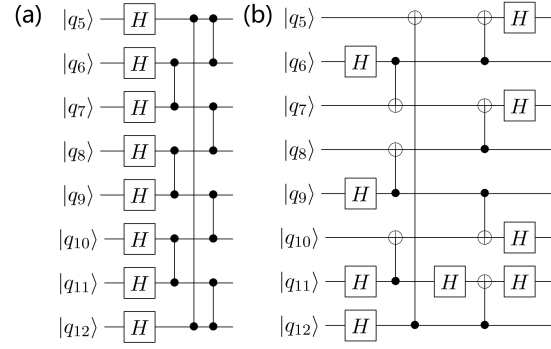 (a) |q5⟩ H (b) |q5⟩ H
|q6⟩ H |q6⟩ H
|q7⟩ H |q7⟩ H
|q8⟩ H |q8⟩
|q9⟩ H |q9⟩ H
|q10⟩ H |q10⟩ H
|q11⟩ H |q11⟩ H H H
|q12⟩ H |q12⟩ H